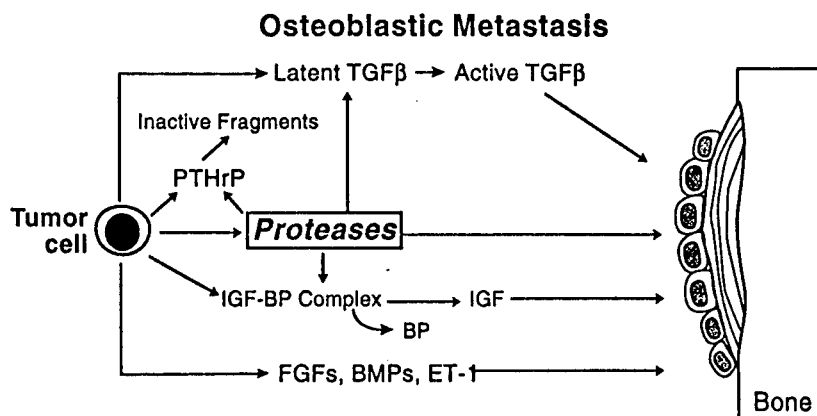 Osteoblastic Metastasis
Latent TGFβ
Active TGFβ
Inactive Fragments
PTHrP
Tumor
cell
Proteases
IGF-BP Complex
IGF
BP
FGFs, BMPs, ET-1
Bone